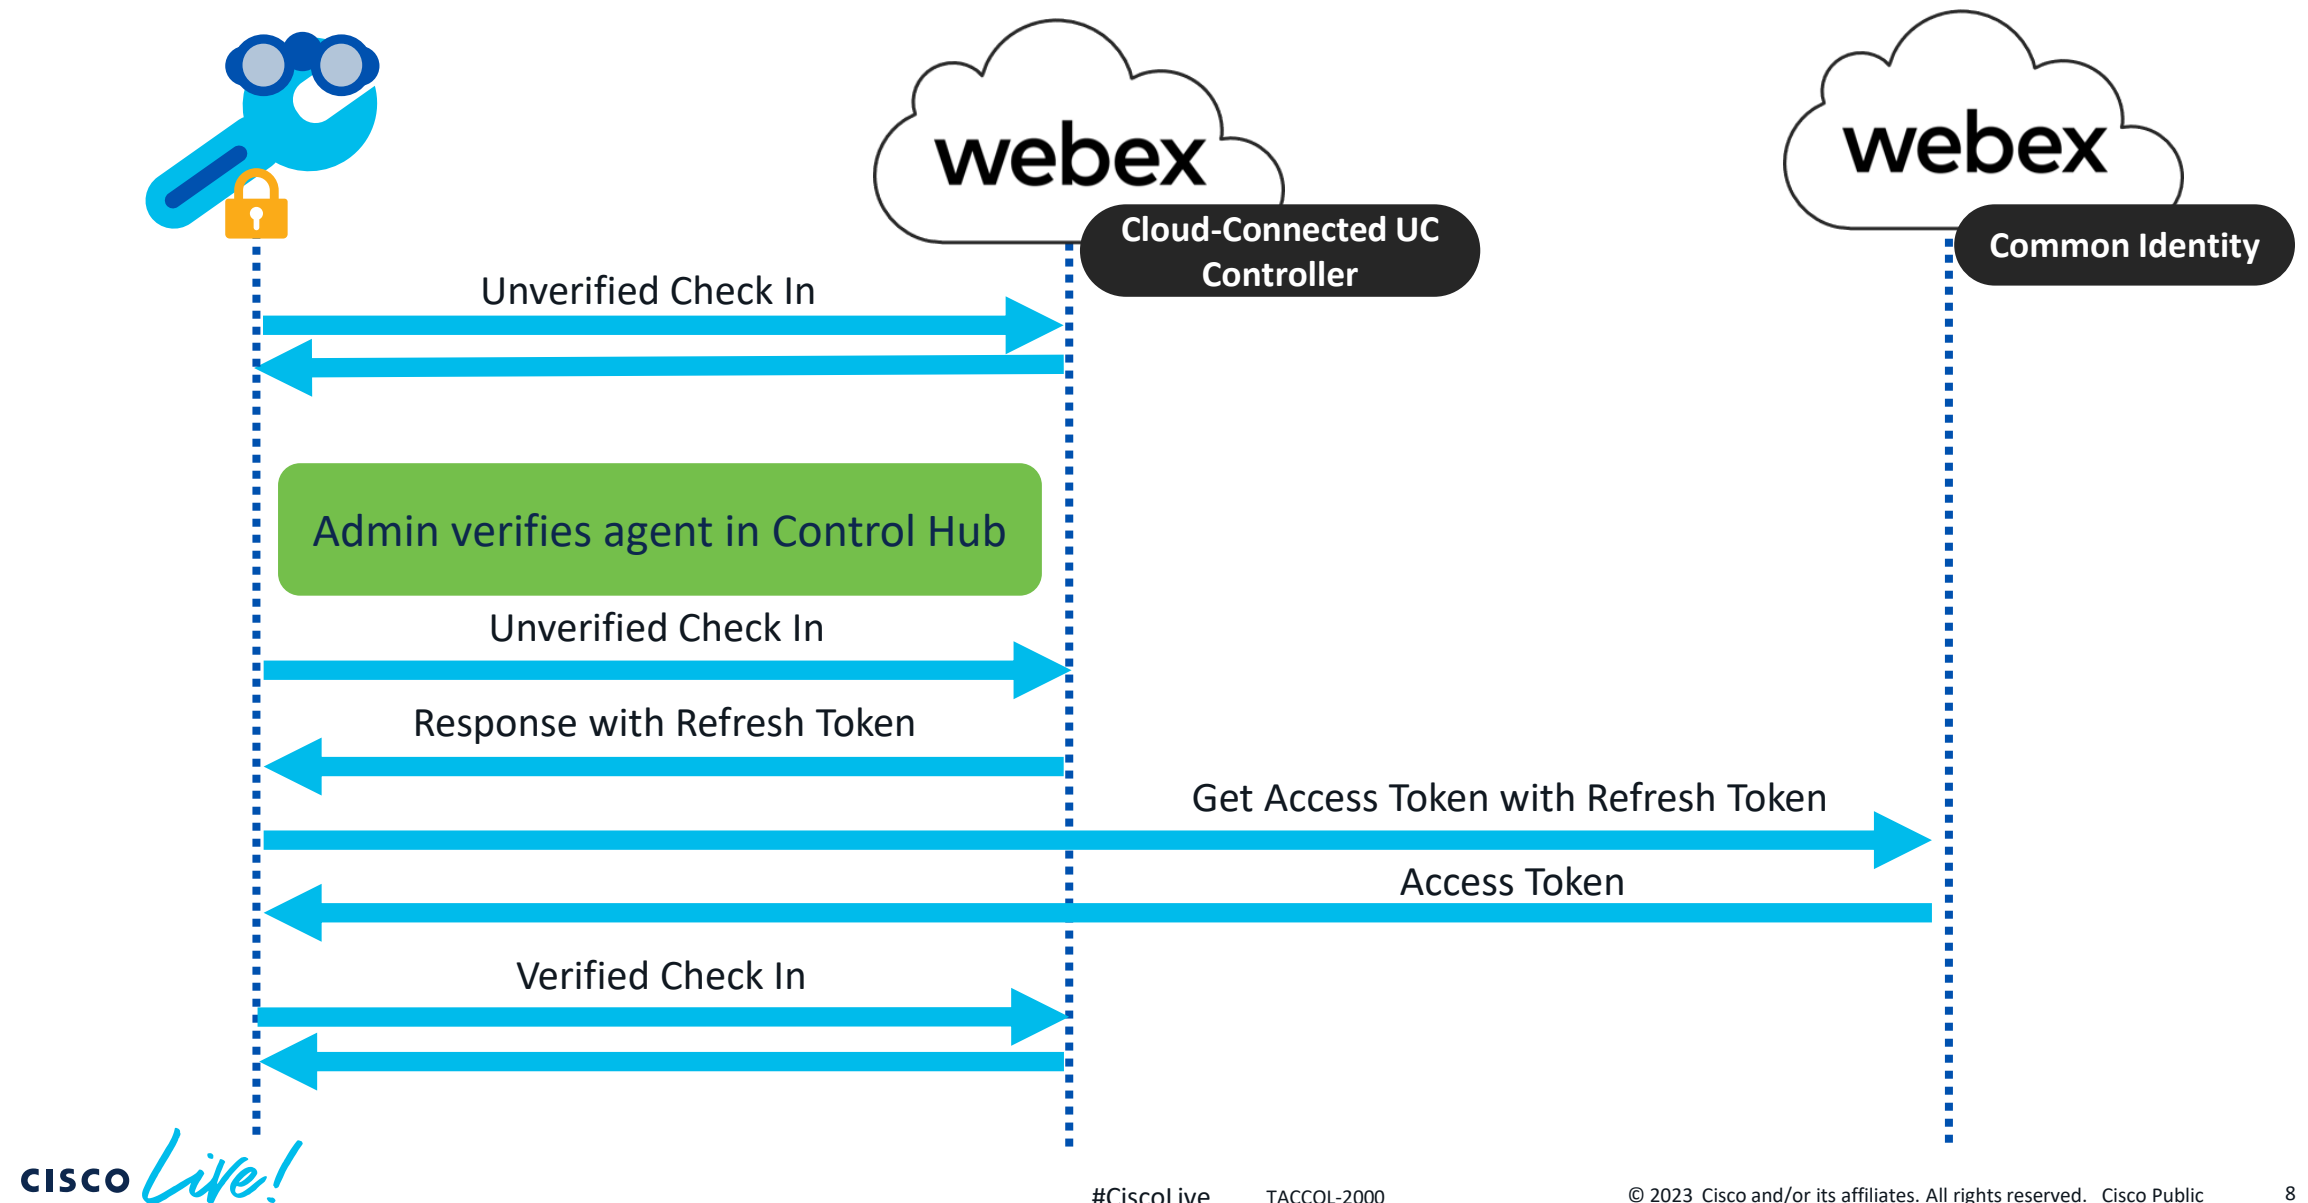 webex
webex
Cloud-Connected UC
Controller
Common Identity
Unverified Check In
Admin verifies agent in Control Hub
Unverified Check In
Response with Refresh Token
Get Access Token with Refresh Token
Access Token
Verified Check In
CISCO Live!
#CiscoLive
TACCOL-2000
© 2023 Cisco and/or its affiliates. All rights reserved. Cisco Public
8